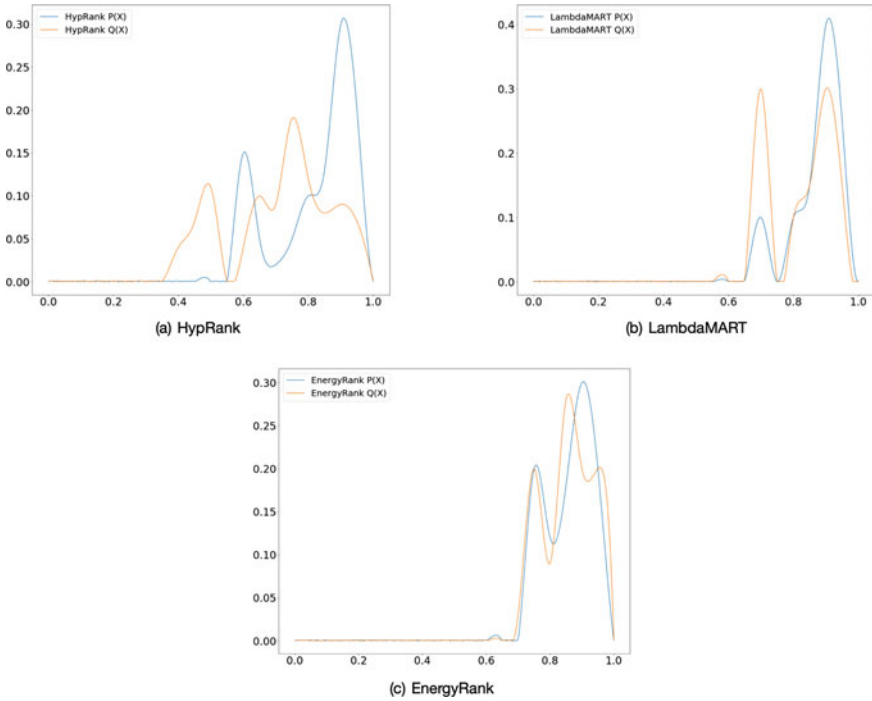 HypRank P(X)
HypRank Q(X)
0.30
0.25
0.20
0.15
0.10
0.05
0.00
0.0 0.2 0.4 0.6 0.8 1.0
(a) HypRank
LambdaMART P(X)
LambdaMART Q(X)
0.4
0.3
0.2
0.1
0.0
0.0 0.2 0.4 0.6 0.8 1.0
(b) LambdaMART
EnergyRank P(X)
EnergyRank Q(X)
0.30
0.25
0.20
0.15
0.10
0.05
0.00
0.0 0.2 0.4 0.6 0.8 1.0
(c) EnergyRank